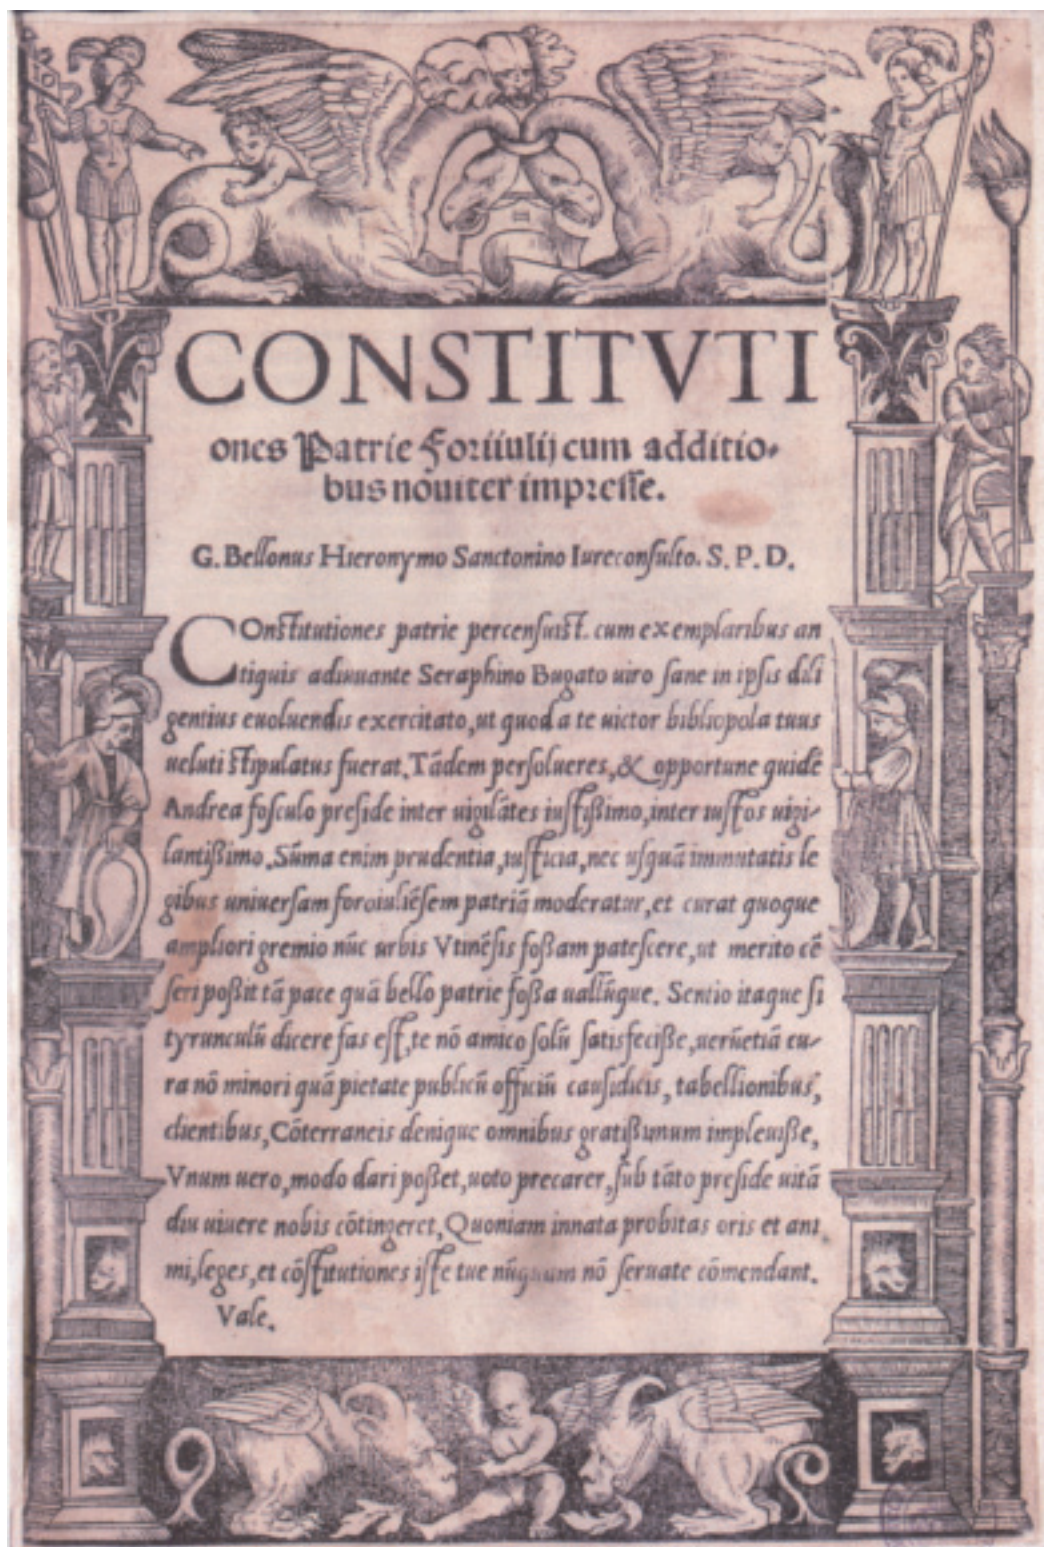 CONSTITVTI
ones Patrie Foriiulij cum additio-
bus nouiter impresse.
G. Bellonus Hieronymo Sanctonino Iureconsulto. S. P. D.
COnstitutiones patrie percensuist. cum exemplaribus an
tiquis adiuuante Seraphino Bugato uiro sane in ipsis dili
gentius euoluendis exercitato, ut quod a te uictor bibliopola tuus
ueluti stipulatus fuerat, Tādem persolueres, & opportune quidē
Andrea fosculo preside inter uigilātes iustißimo, inter iustos uigi-
lantißimo. Sūma enim prudentia, iusticia, nec usquā immutatis le
gibus uniuersam foroiuliēsem patriā moderatur, et curat quoque
ampliori gremio nūc urbis Vtinēsis foßam patescere, ut merito cē
seri poßit tā pace quā bello patrie foßa uallūque. Sentio itaque si
tyrunculū dicere fas est, te nō amico solū satisfeciße, uerūetiā cu-
ra nō minori quā pietate publicū officiū causidicis, tabellionibus,
clientibus, Cōterraneis denique omnibus gratißimum impleuiße,
Vnum uero, modo dari poßet, uoto precarer, sub tāto preside uitā
diu uiuere nobis cōtingeret, Quoniam innata probitas oris et ani
mi, leges, et cōstitutiones iste tue nūquam nō seruate cōmendant.
Vale.